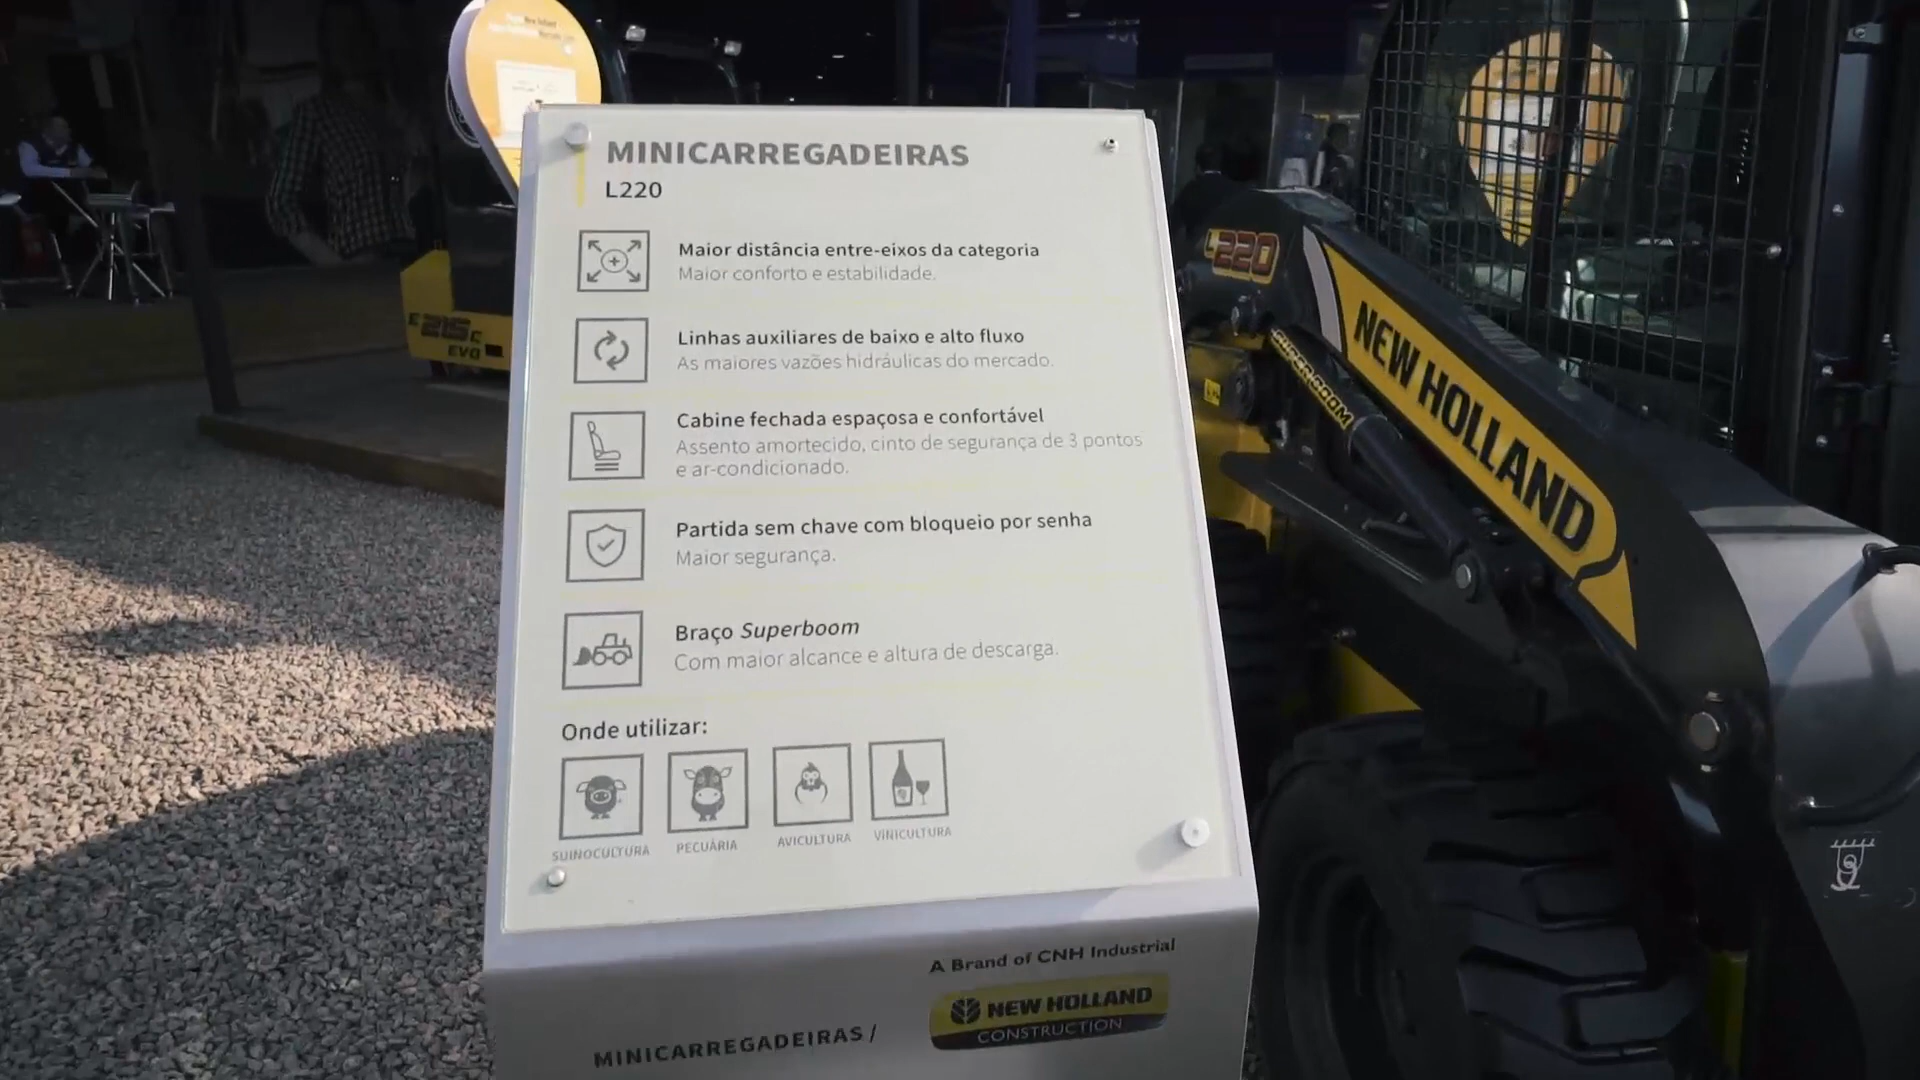 MINICARREGADEIRAS
L220
Maior distância entre-eixos da categoria
Maior conforto e estabilidade.
Linhas auxiliares de baixo e alto fluxo
As maiores vazões hidráulicas do mercado.
Cabine fechada espaçosa e confortável
Assento amortecido, cinto de segurança de 3 pontos
e ar-condicionado.
Partida sem chave com bloqueio por senha
Maior segurança.
Braço Superboom
Com maior alcance e altura de descarga.
Onde utilizar:
SUINOCULTURA
PECUÁRIA
AVICULTURA
VINICULTURA
A Brand of CNH Industrial
NEW HOLLAND
CONSTRUCTION
MINICARREGADEIRAS /
L220
SUPER BOOM
NEW HOLLAND
E 25 C
EVO